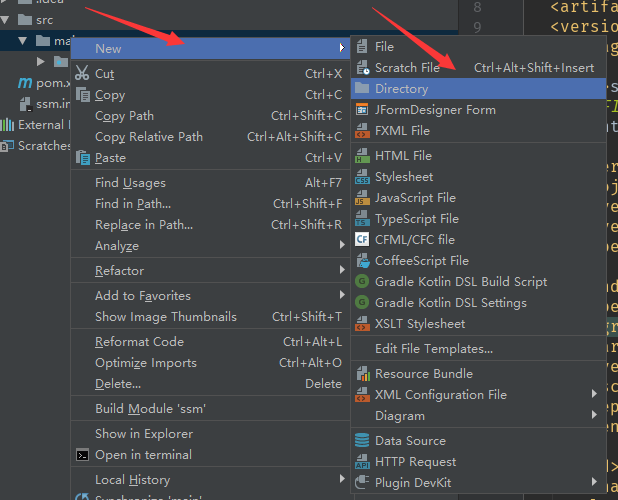 .idea
src
New
Cut Ctrl+X
Copy Ctrl+C
Copy Path Ctrl+Shift+C
Copy Relative Path Ctrl+Alt+Shift+C
Paste Ctrl+V
Find Usages Alt+F7
Find in Path... Ctrl+Shift+F
Replace in Path... Ctrl+Shift+R
Analyze
Refactor
Add to Favorites
Show Image Thumbnails Ctrl+Shift+T
Reformat Code Ctrl+Alt+L
Optimize Imports Ctrl+Alt+O
Delete... Delete
Build Module 'ssm'
Show in Explorer
Open in terminal
Local History
Synchronize 'main'
File
Scratch File Ctrl+Alt+Shift+Insert
Directory
JFormDesigner Form
FXML File
HTML File
Stylesheet
JavaScript File
TypeScript File
CFML/CFC file
CoffeeScript File
Gradle Kotlin DSL Build Script
Gradle Kotlin DSL Settings
XSLT Stylesheet
Edit File Templates...
Resource Bundle
XML Configuration File
Diagram
Data Source
HTTP Request
Plugin DevKit
External
Scratches
8 <artifa
9 <version